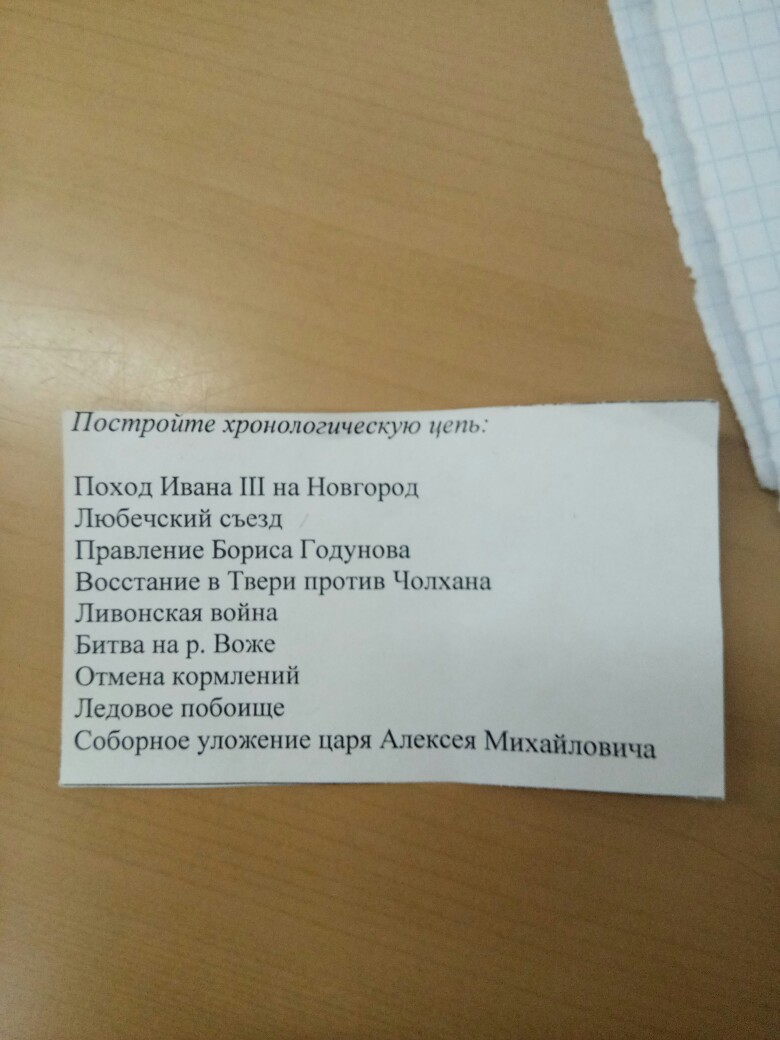 Постройте хронологическую цепь:
Поход Ивана III на Новгород
Любечский съезд
Правление Бориса Годунова
Восстание в Твери против Чолхана
Ливонская война
Битва на р. Воже
Отмена кормлений
Ледовое побоище
Соборное уложение царя Алексея Михайловича